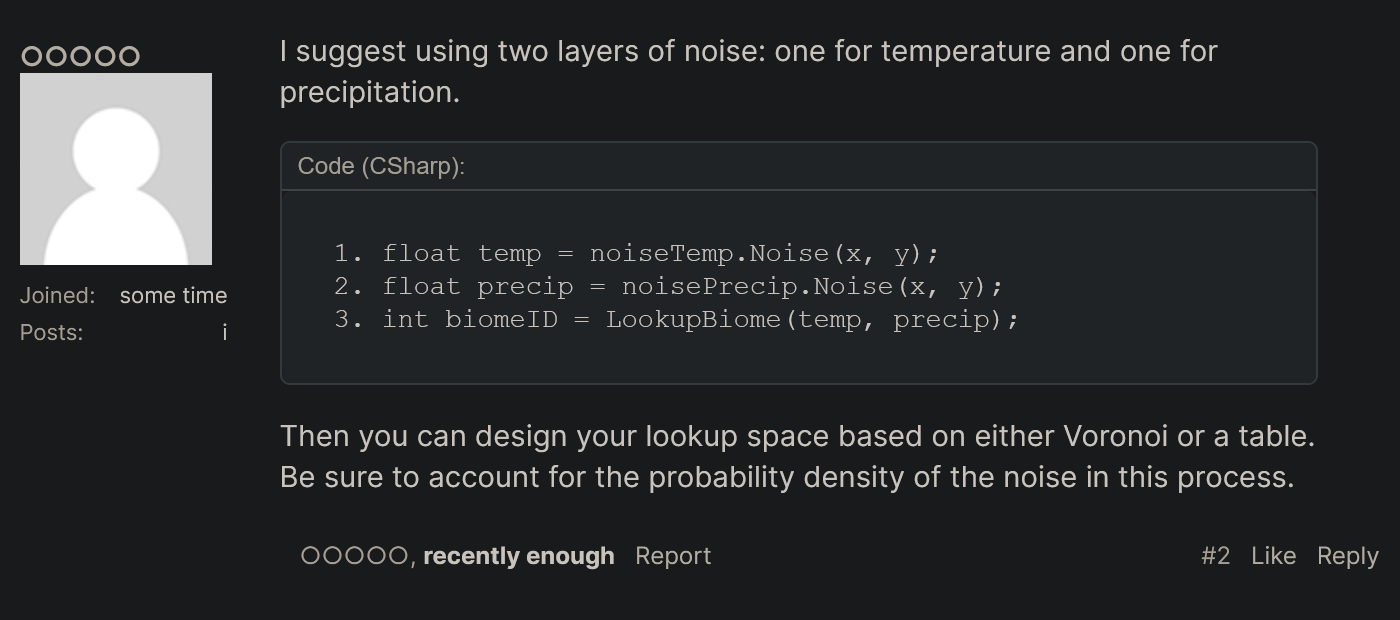 ○○○○○
I suggest using two layers of noise: one for temperature and one for
precipitation.
Code (CSharp):
1. float temp = noiseTemp.Noise(x, y);
2. float precip = noisePrecip.Noise(x, y);
3. int biomeID = LookupBiome(temp, precip);
Joined: some time
Posts: i
Then you can design your lookup space based on either Voronoi or a table.
Be sure to account for the probability density of the noise in this process.
○○○○○, recently enough Report #2 Like Reply